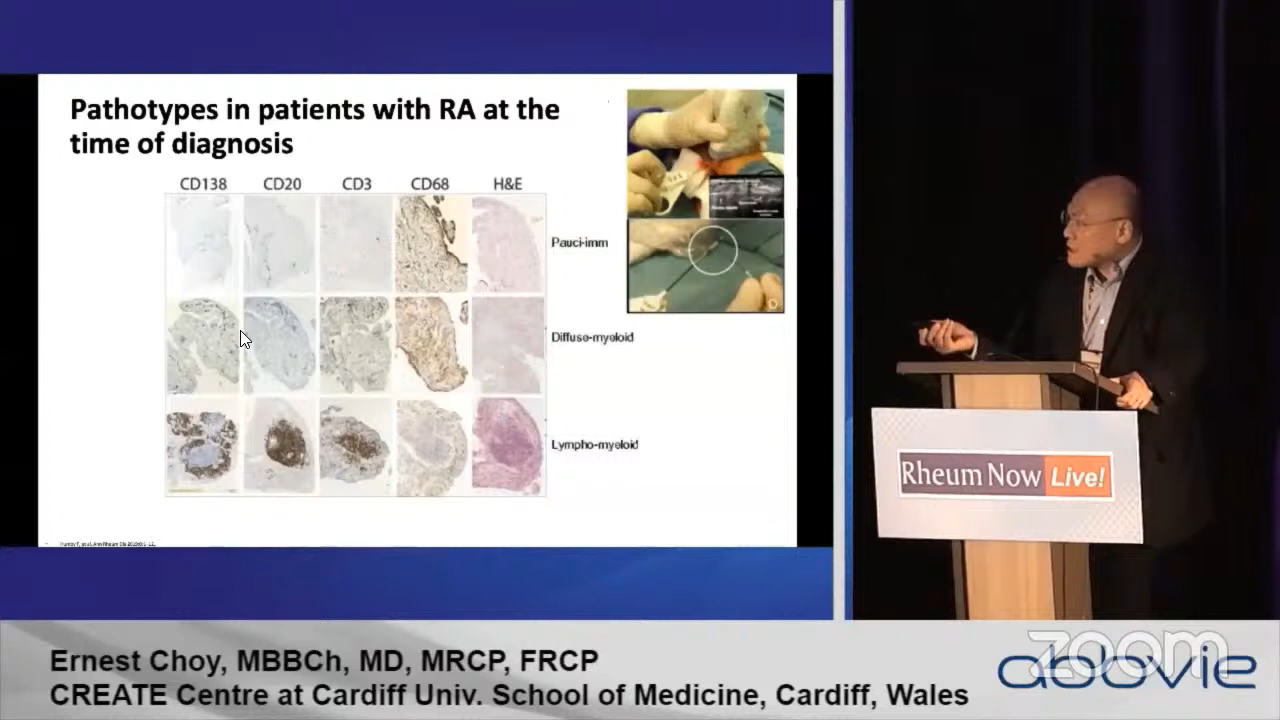 Pathotypes in patients with RA at the
time of diagnosis
CD138 CD20 CD3 CD68 H&E
Pauci-imm
Diffuse-myeloid
Lympho-myeloid
Rheum Now Live!
Ernest Choy, MBBCh, MD, MRCP, FRCP
CREATE Centre at Cardiff Univ. School of Medicine, Cardiff, Wales
zoom
abbvie